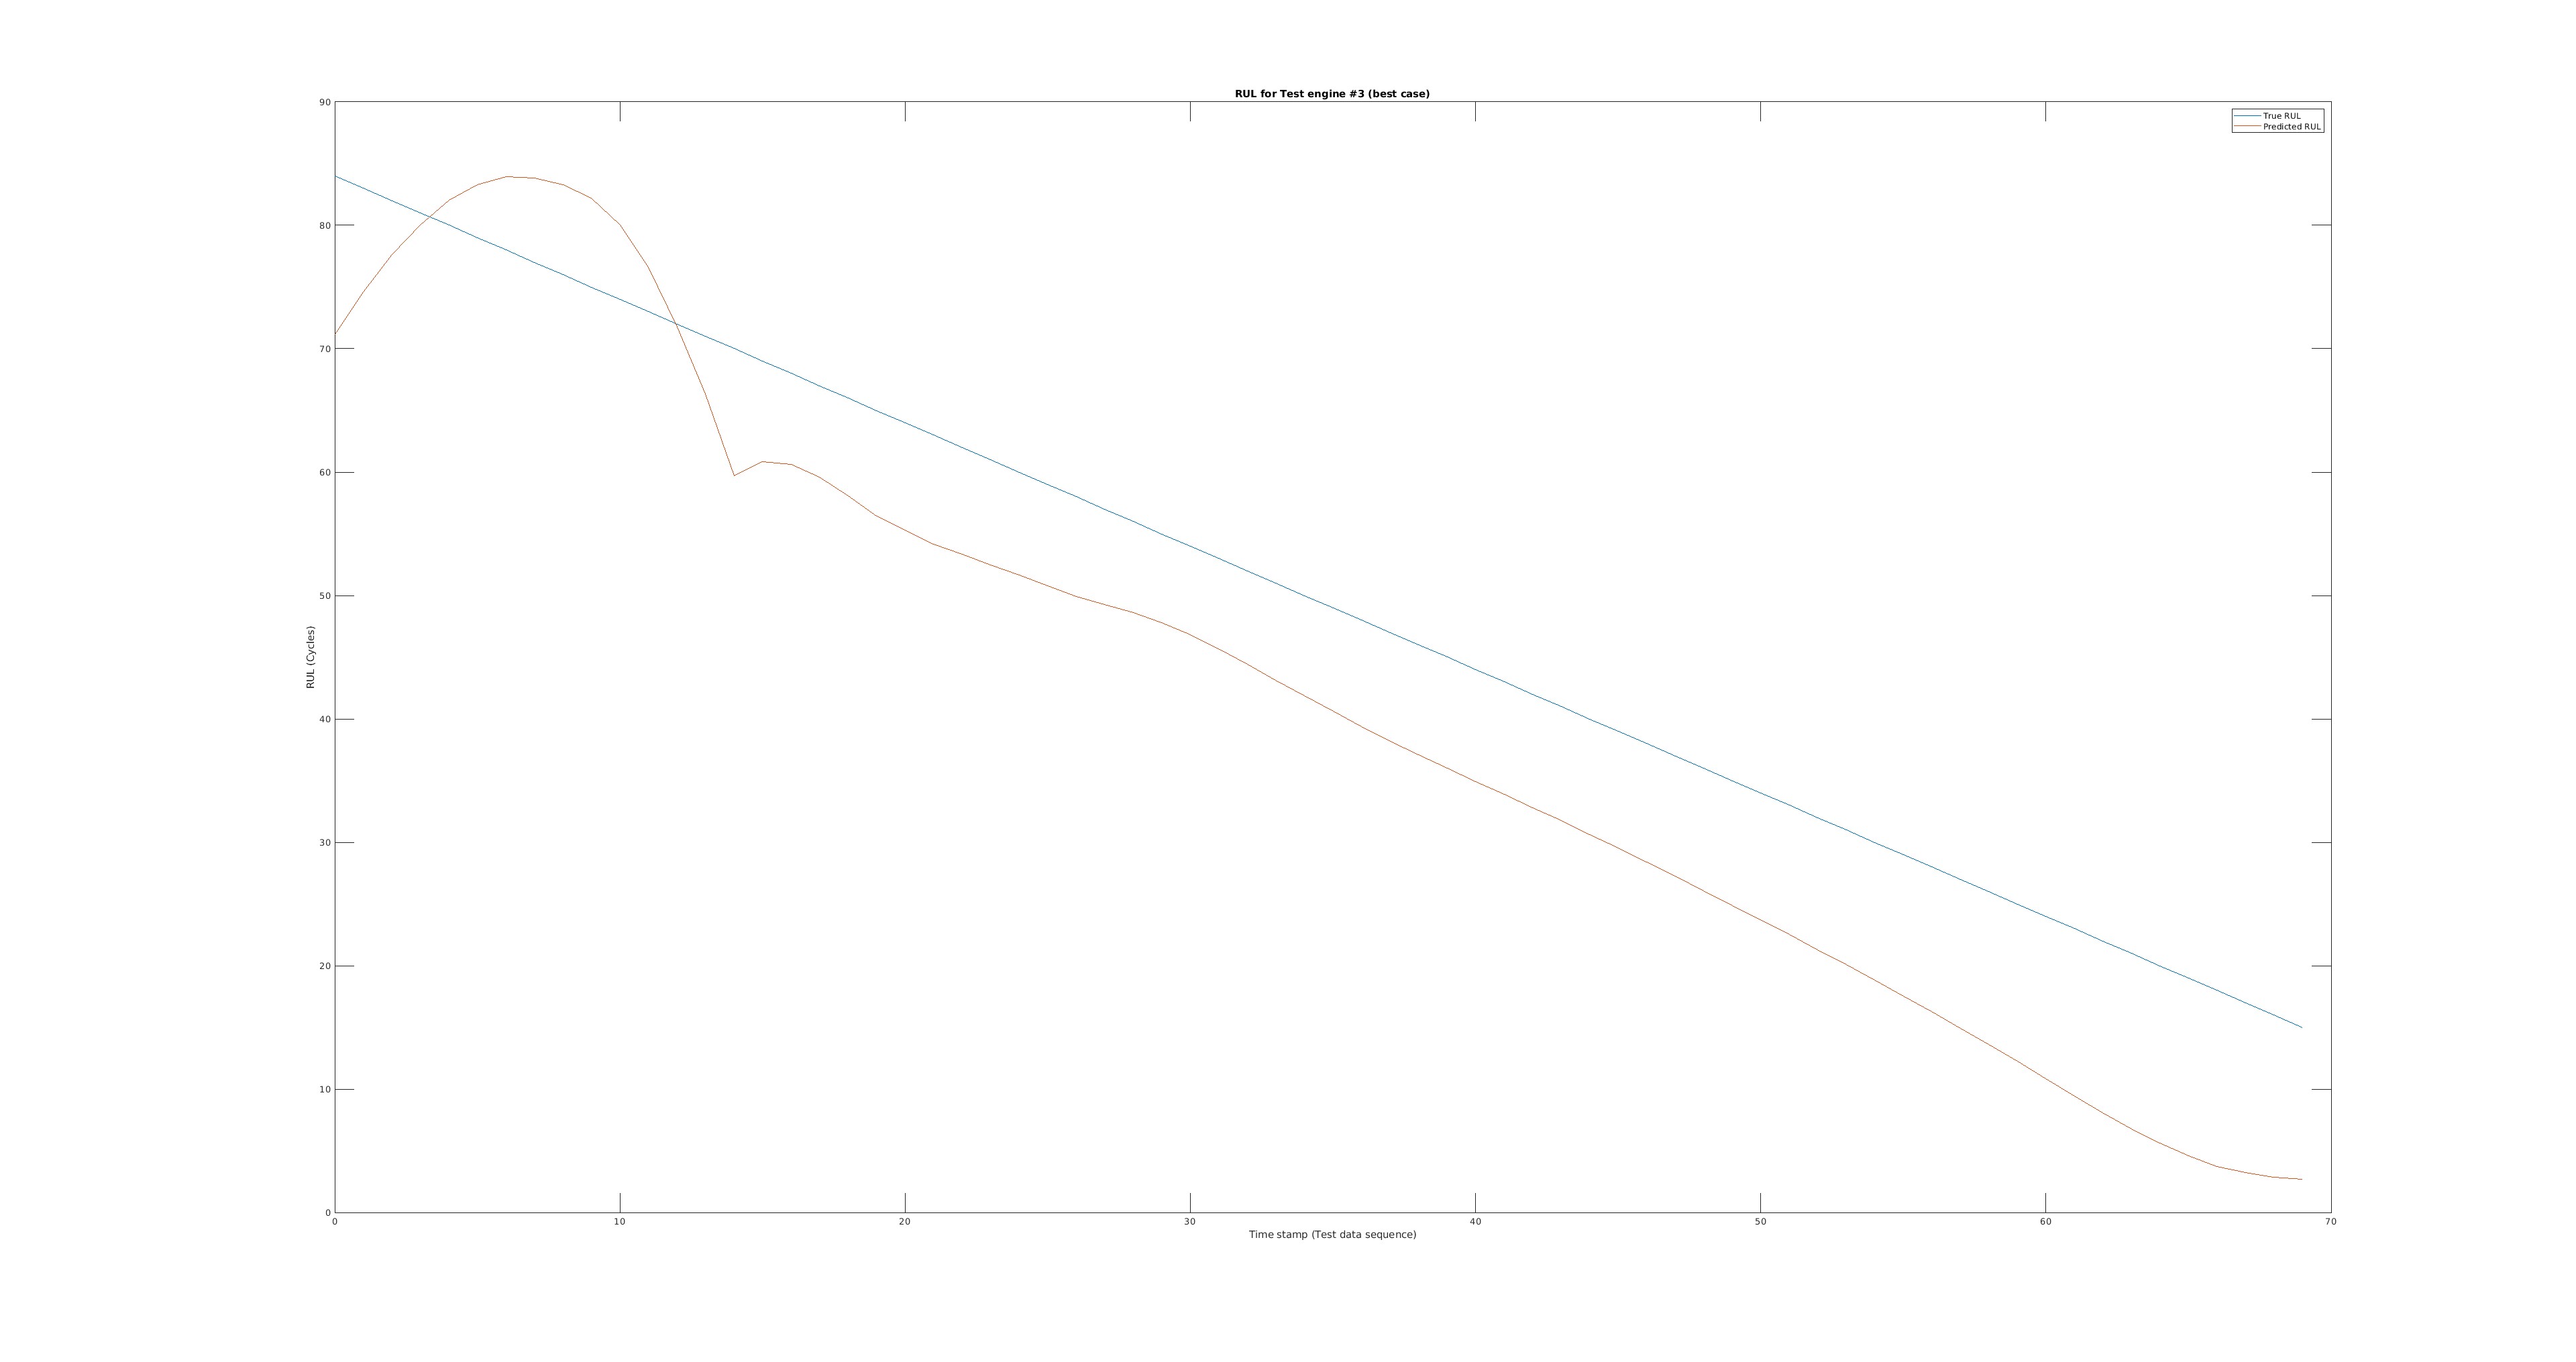 RUL for Test engine #3 (best case)
True RUL
Predicted RUL
90
80
70
60
50
40
30
20
10
0
RUL (Cycles)
0 10 20 30 40 50 60 70
Time stamp (Test data sequence)